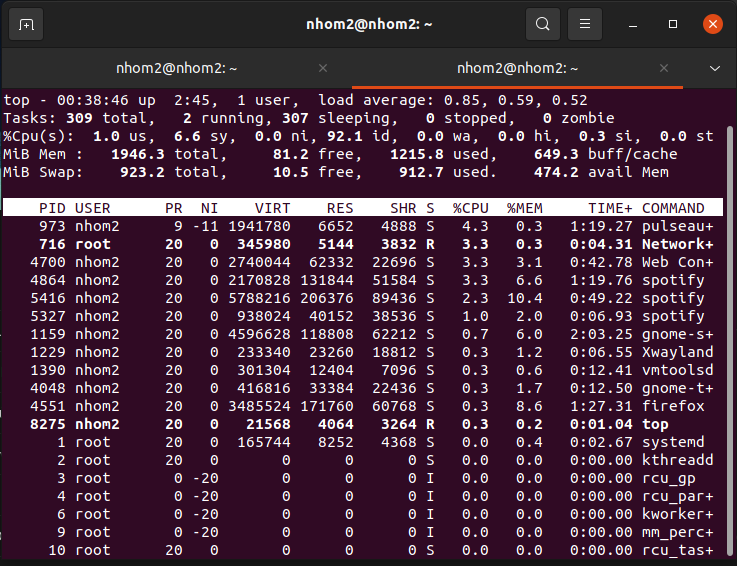 nhom2@nhom2: ~
nhom2@nhom2: ~ nhom2@nhom2: ~
top - 00:38:46 up  2:45,  1 user,  load average: 0.85, 0.59, 0.52
Tasks: 309 total,   2 running, 307 sleeping,   0 stopped,   0 zombie
%Cpu(s):  1.0 us,  6.6 sy,  0.0 ni, 92.1 id,  0.0 wa,  0.0 hi,  0.3 si,  0.0 st
MiB Mem :   1946.3 total,     81.2 free,   1215.8 used,    649.3 buff/cache
MiB Swap:    923.2 total,     10.5 free,    912.7 used.    474.2 avail Mem
PID USER      PR  NI    VIRT    RES    SHR S  %CPU  %MEM     TIME+ COMMAND
973 nhom2      9 -11 1941780   6652   4888 S   4.3   0.3   1:19.27 pulseau+
716 root      20   0  345980   5144   3832 R   3.3   0.3   0:04.31 Network+
4700 nhom2     20   0 2740044  62332  22696 S   3.3   3.1   0:42.78 Web Con+
4864 nhom2     20   0 2170828 131844  51584 S   3.3   6.6   1:19.76 spotify
5416 nhom2     20   0 5788216 206376  89436 S   2.3  10.4   0:49.22 spotify
5327 nhom2     20   0  938024  40152  38536 S   1.0   2.0   0:06.93 spotify
1159 nhom2     20   0 4596628 118808  62212 S   0.7   6.0   2:03.25 gnome-s+
1229 nhom2     20   0  233340  23260  18812 S   0.3   1.2   0:06.55 Xwayland
1390 nhom2     20   0  301304  12404   7096 S   0.3   0.6   0:12.41 vmtoolsd
4048 nhom2     20   0  416816  33384  22436 S   0.3   1.7   0:12.50 gnome-t+
4551 nhom2     20   0 3485524 171760  60768 S   0.3   8.6   1:27.31 firefox
8275 nhom2     20   0   21568   4064   3264 R   0.3   0.2   0:01.04 top
1 root      20   0  165744   8252   4368 S   0.0   0.4   0:02.67 systemd
2 root      20   0       0      0      0 S   0.0   0.0   0:00.00 kthreadd
3 root       0 -20       0      0      0 I   0.0   0.0   0:00.00 rcu_gp
4 root       0 -20       0      0      0 I   0.0   0.0   0:00.00 rcu_par+
6 root       0 -20       0      0      0 I   0.0   0.0   0:00.00 kworker+
9 root       0 -20       0      0      0 I   0.0   0.0   0:00.00 mm_perc+
10 root      20   0       0      0      0 S   0.0   0.0   0:00.00 rcu_tas+